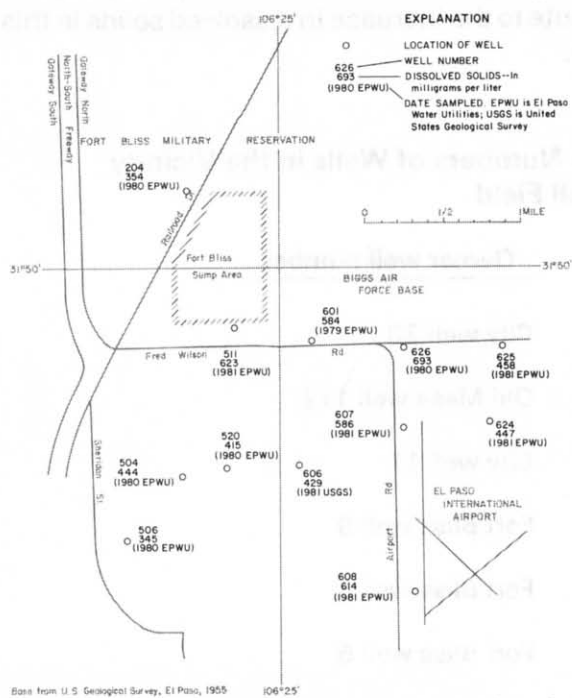 106°25'
EXPLANATION
LOCATION OF WELL
626
WELL NUMBER
693
DISSOLVED SOLIDS--In
milligrams per liter
(1980 EPWU)
DATE SAMPLED. EPWU is El Paso
Water Utilities; USGS is United
States Geological Survey
Gateway South
North-South Freeway
Gateway North
FORT BLISS MILITARY RESERVATION
204
354
(1980 EPWU)
Railroad
0 1/2 1 MILE
Fort Bliss
Sump Area
31°50'
31°50'
BIGGS AIR
FORCE BASE
601
584
(1979 EPWU)
Fred Wilson Rd
511
623
(1981 EPWU)
626
693
(1980 EPWU)
625
458
(1981 EPWU)
607
586
(1981 EPWU)
624
447
(1981 EPWU)
520
415
(1980 EPWU)
504
444
(1980 EPWU)
606
429
(1981 USGS)
Sheridan St.
Airport Rd
EL PASO
INTERNATIONAL
AIRPORT
506
345
(1980 EPWU)
608
614
(1981 EPWU)
Base from U.S. Geological Survey, El Paso, 1955
106°25'